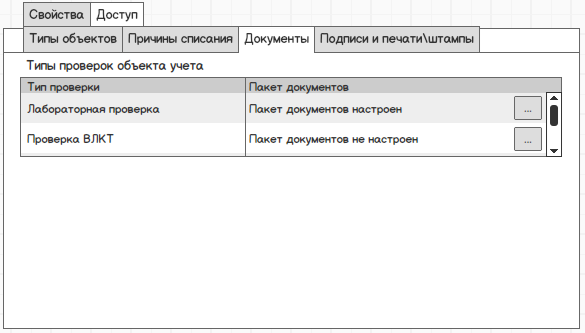 Свойства Доступ
Типы объектов Причины списания Документы Подписи и печати\штампы
Типы проверок объекта учета
Тип проверки Пакет документов
Лабораторная проверка Пакет документов настроен ...
Проверка ВЛКТ Пакет документов не настроен ...